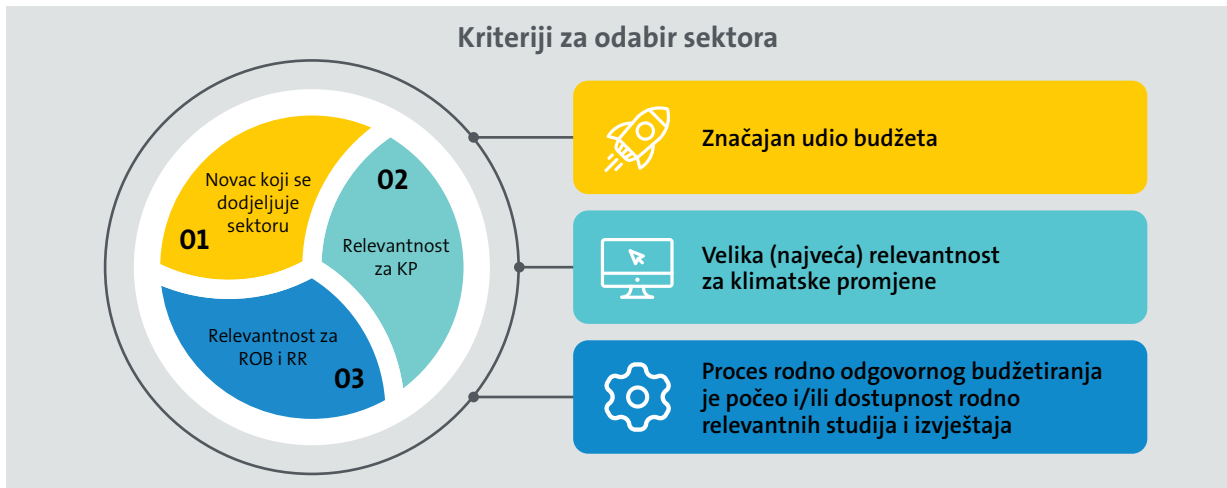 Kriteriji za odabir sektora
Novac koji se
dodjeljuje
sektoru
01
02
Relevantnost
za KP
Relevantnost za
ROB i RR
03
Značajan udio budžeta
Velika (najveća) relevantnost
za klimatske promjene
Proces rodno odgovornog budžetiranja
je počeo i/ili dostupnost rodno
relevantnih studija i izvještaja